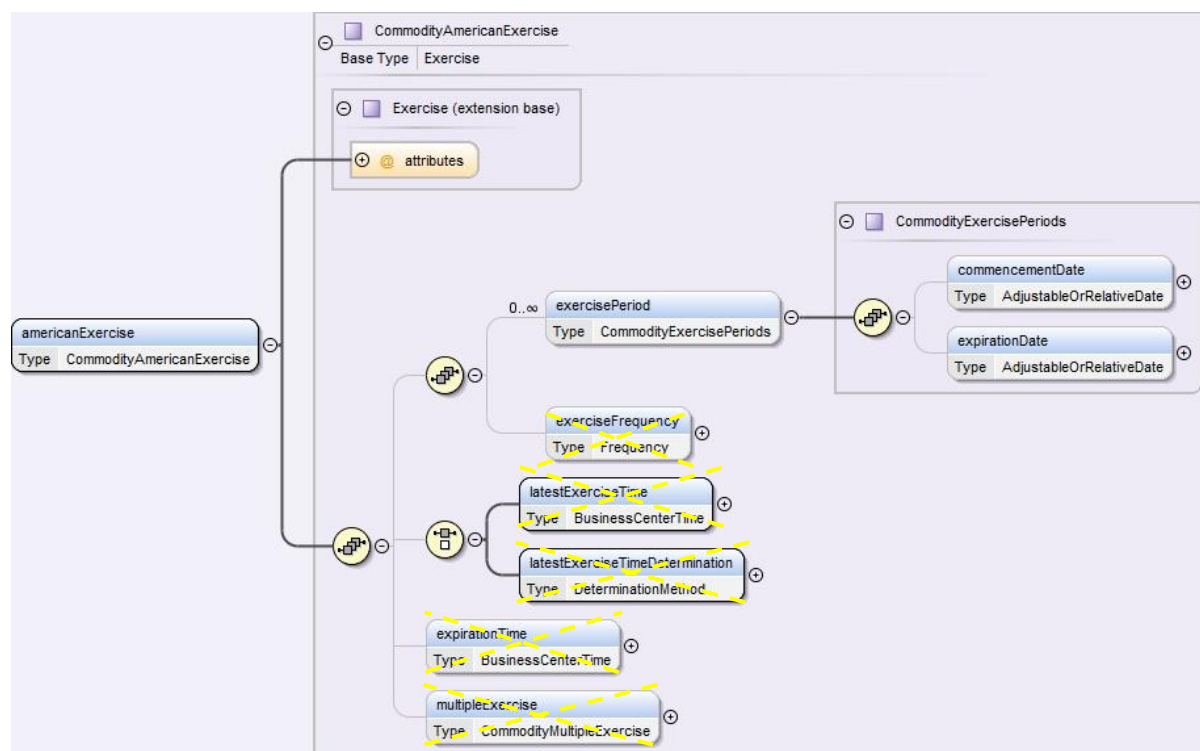 CommodityAmericanExercise
Base Type Exercise
Exercise (extension base)
@ attributes
CommodityExercisePeriods
commencementDate
Type AdjustableOrRelativeDate
expirationDate
Type AdjustableOrRelativeDate
0..∞
exercisePeriod
Type CommodityExercisePeriods
americanExercise
Type CommodityAmericanExercise
exerciseFrequency
Type Frequency
latestExerciseTime
Type BusinessCenterTime
latestExerciseTimeDetermination
Type DeterminationMethod
expirationTime
Type BusinessCenterTime
multipleExercise
Type CommodityMultipleExercise